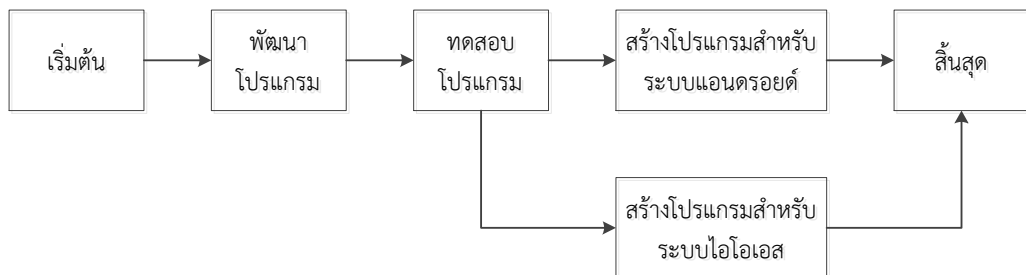 เริ่มต้น
พัฒนา
โปรแกรม
ทดสอบ
โปรแกรม
สร้างโปรแกรมสำหรับ
ระบบแอนดรอยด์
สิ้นสุด
สร้างโปรแกรมสำหรับ
ระบบไอโอเอส